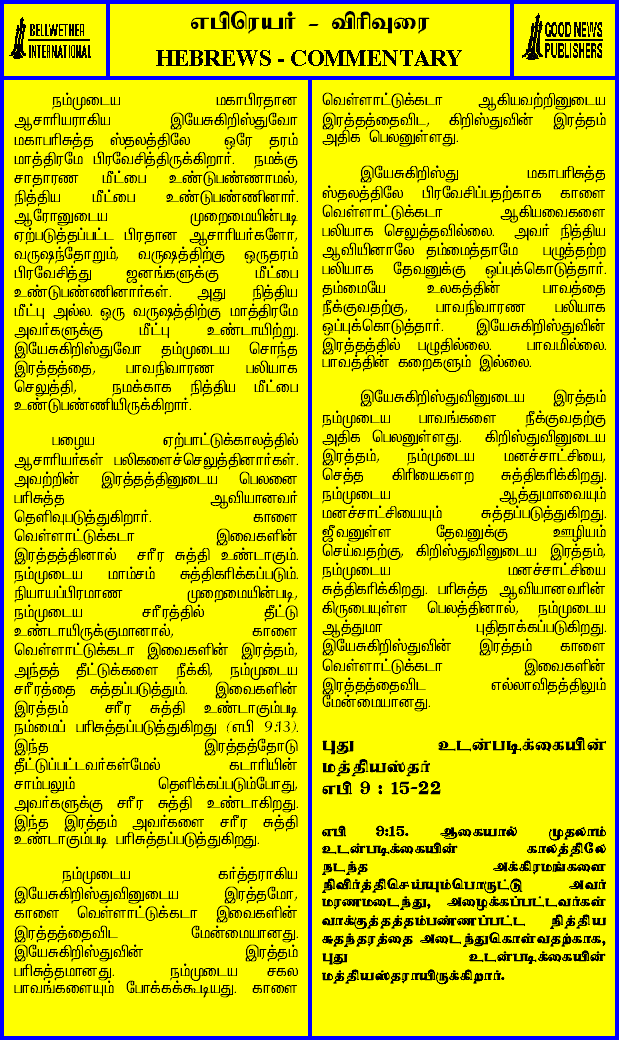 BELLWETHER
INTERNATIONAL
எபிரெயர் - விரிவுரை
HEBREWS - COMMENTARY
GOOD NEWS
PUBLISHERS
நம்முடைய மகாபிரதான
ஆசாரியராகிய இயேசுகிறிஸ்துவோ
மகாபரிசுத்த ஸ்தலத்திலே ஒரே தரம்
மாத்திரமே பிரவேசித்திருக்கிறார். நமக்கு
சாதாரண மீட்பை உண்டுபண்ணாமல்,
நித்திய மீட்பை உண்டுபண்ணினார்.
ஆரோனுடைய முறைமையின்படி
ஏற்படுத்தப்பட்ட பிரதான ஆசாரியர்களோ,
வருஷந்தோறும், வருஷத்திற்கு ஒருதரம்
பிரவேசித்து ஜனங்களுக்கு மீட்பை
உண்டுபண்ணினார்கள். அது நித்திய
மீட்பு அல்ல. ஒரு வருஷத்திற்கு மாத்திரமே
அவர்களுக்கு மீட்பு உண்டாயிற்று.
இயேசுகிறிஸ்துவோ தம்முடைய சொந்த
இரத்தத்தை, பாவநிவாரண பலியாக
செலுத்தி, நமக்காக நித்திய மீட்பை
உண்டுபண்ணியிருக்கிறார்.
பழைய ஏற்பாட்டுக்காலத்தில்
ஆசாரியர்கள் பலிகளைச்செலுத்தினார்கள்.
அவற்றின் இரத்தத்தினுடைய பெலனை
பரிசுத்த ஆவியானவர்
தெளிவுபடுத்துகிறார். காளை
வெள்ளாட்டுக்கடா இவைகளின்
இரத்தத்தினால் சரீர சுத்தி உண்டாகும்.
நம்முடைய மாம்சம் சுத்திகரிக்கப்படும்.
நியாயப்பிரமாண முறைமையின்படி,
நம்முடைய சரீரத்தில் தீட்டு
உண்டாயிருக்குமானால், காளை
வெள்ளாட்டுக்கடா இவைகளின் இரத்தம்,
அந்தத் தீட்டுக்களை நீக்கி, நம்முடைய
சரீரத்தை சுத்தப்படுத்தும். இவைகளின்
இரத்தம் சரீர சுத்தி உண்டாகும்படி
நம்மைப் பரிசுத்தப்படுத்துகிறது (எபி 9:13).
இந்த இரத்தத்தோடு
தீட்டுப்பட்டவர்கள்மேல் கடாரியின்
சாம்பலும் தெளிக்கப்படும்போது,
அவர்களுக்கு சரீர சுத்தி உண்டாகிறது.
இந்த இரத்தம் அவர்களை சரீர சுத்தி
உண்டாகும்படி பரிசுத்தப்படுத்துகிறது.
நம்முடைய கர்த்தராகிய
இயேசுகிறிஸ்துவினுடைய இரத்தமோ,
காளை வெள்ளாட்டுக்கடா இவைகளின்
இரத்தத்தைவிட மேன்மையானது.
இயேசுகிறிஸ்துவின் இரத்தம்
பரிசுத்தமானது. நம்முடைய சகல
பாவங்களையும் போக்கக்கூடியது. காளை
வெள்ளாட்டுக்கடா ஆகியவற்றினுடைய
இரத்தத்தைவிட, கிறிஸ்துவின் இரத்தம்
அதிக பெலனுள்ளது.
இயேசுகிறிஸ்து மகாபரிசுத்த
ஸ்தலத்திலே பிரவேசிப்பதற்காக காளை
வெள்ளாட்டுக்கடா ஆகியவைகளை
பலியாக செலுத்தவில்லை. அவர் நித்திய
ஆவியினாலே தம்மைத்தாமே பழுத்தற்ற
பலியாக தேவனுக்கு ஒப்புக்கொடுத்தார்.
தம்மையே உலகத்தின் பாவத்தை
நீக்குவதற்கு, பாவநிவாரண பலியாக
ஒப்புக்கொடுத்தார். இயேசுகிறிஸ்துவின்
இரத்தத்தில் பழுதில்லை. பாவமில்லை.
பாவத்தின் கறைகளும் இல்லை.
இயேசுகிறிஸ்துவினுடைய இரத்தம்
நம்முடைய பாவங்களை நீக்குவதற்கு
அதிக பெலனுள்ளது. கிறிஸ்துவினுடைய
இரத்தம், நம்முடைய மனச்சாட்சியை,
செத்த கிரியைகளற சுத்திகரிக்கிறது.
நம்முடைய ஆத்துமாவையும்
மனச்சாட்சியையும் சுத்தப்படுத்துகிறது.
ஜீவனுள்ள தேவனுக்கு ஊழியம்
செய்வதற்கு, கிறிஸ்துவினுடைய இரத்தம்,
நம்முடைய மனச்சாட்சியை
சுத்திகரிக்கிறது. பரிசுத்த ஆவியானவரின்
கிருபையுள்ள பெலத்தினால், நம்முடைய
ஆத்துமா புதிதாக்கப்படுகிறது.
இயேசுகிறிஸ்துவின் இரத்தம் காளை
வெள்ளாட்டுக்கடா இவைகளின்
இரத்தத்தைவிட எல்லாவிதத்திலும்
மேன்மையானது.
புது உடன்படிக்கையின்
மத்தியஸ்தர்
எபி 9 : 15-22
எபி 9:15. ஆகையால் முதலாம்
உடன்படிக்கையின் காலத்திலே
நடந்த அக்கிரமங்களை
நிவிர்த்திசெய்யும்பொருட்டு அவர்
மரணமடைந்து, அழைக்கப்பட்டவர்கள்
வாக்குத்தத்தம்பண்ணப்பட்ட நித்திய
சுதந்தரத்தை அடைந்துகொள்வதற்காக,
புது உடன்படிக்கையின்
மத்தியஸ்தராயிருக்கிறார்.